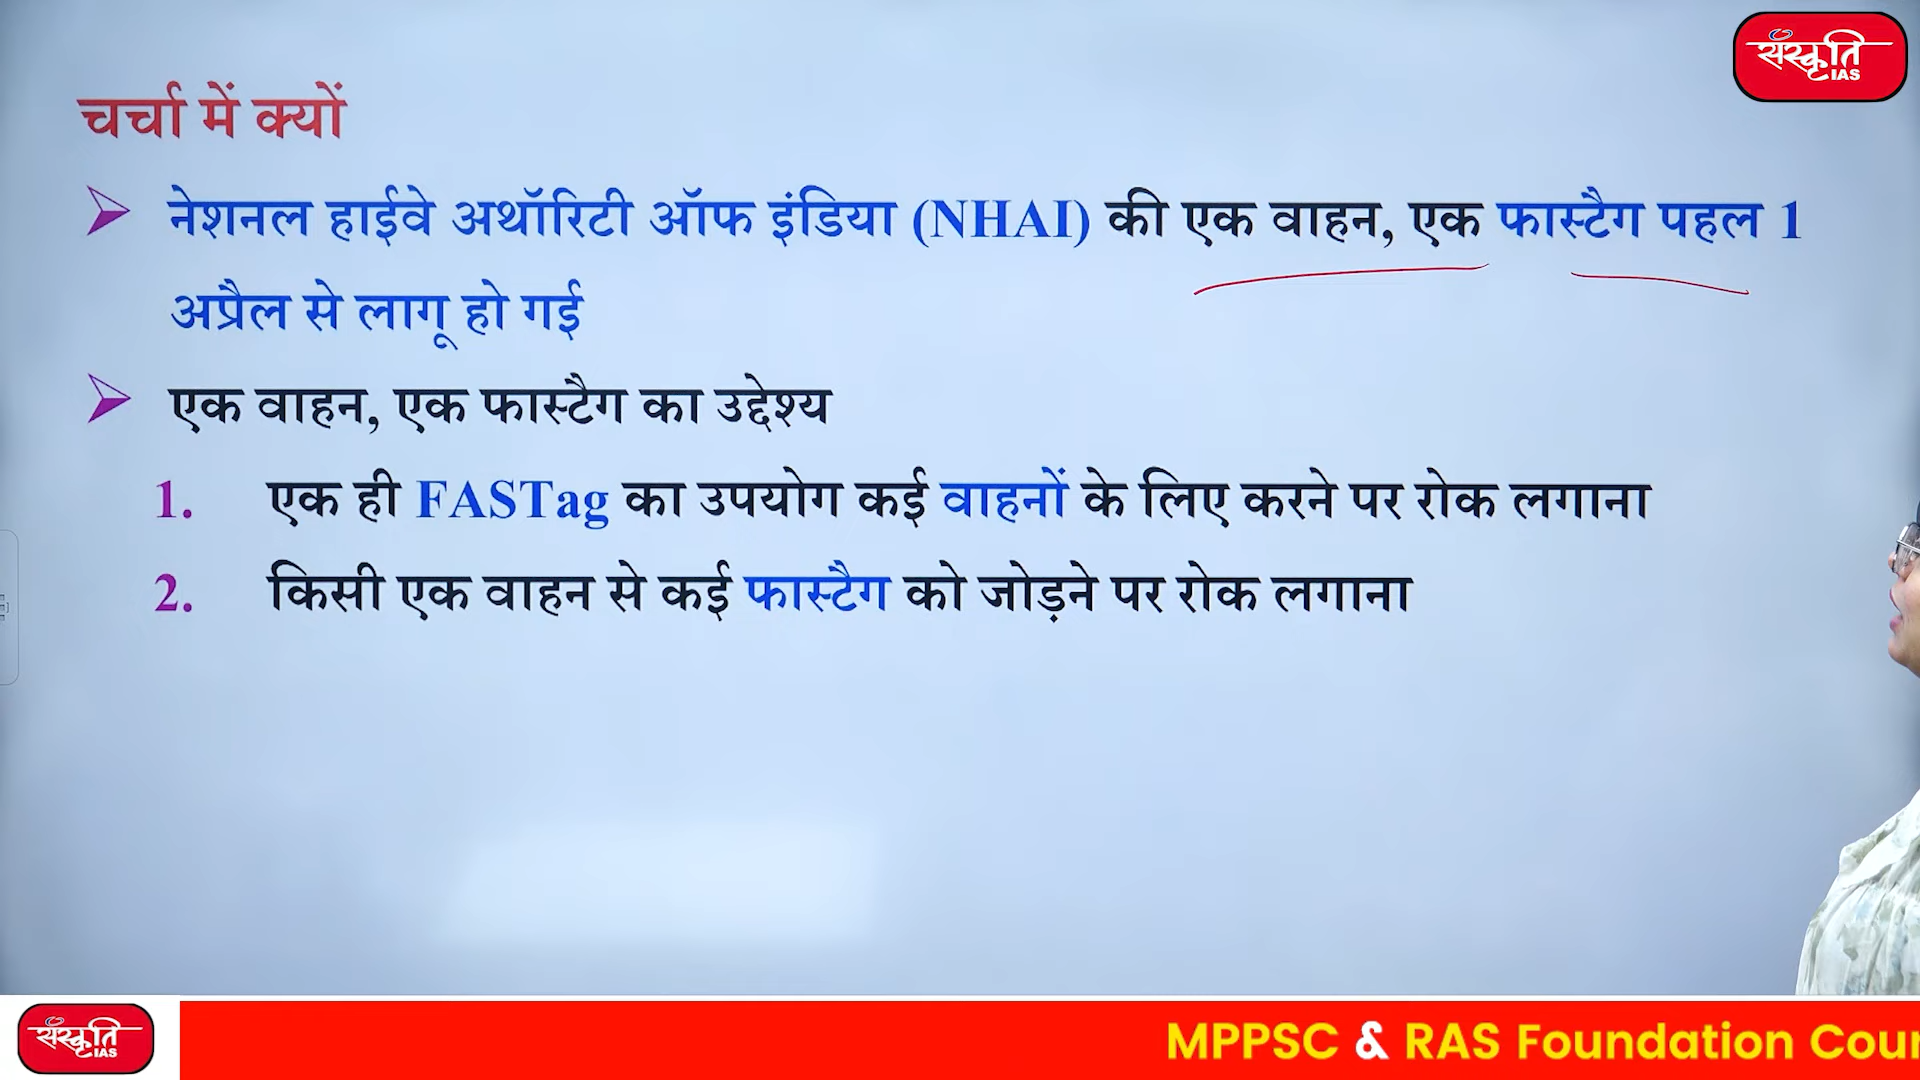 संस्कृति
IAS
चर्चा में क्यों
नेशनल हाईवे अथॉरिटी ऑफ इंडिया (NHAI) की एक वाहन, एक फास्टैग पहल 1
अप्रैल से लागू हो गई
एक वाहन, एक फास्टैग का उद्देश्य
1. एक ही FASTag का उपयोग कई वाहनों के लिए करने पर रोक लगाना
2. किसी एक वाहन से कई फास्टैग को जोड़ने पर रोक लगाना
संस्कृति
IAS
MPPSC & RAS Foundation Cour